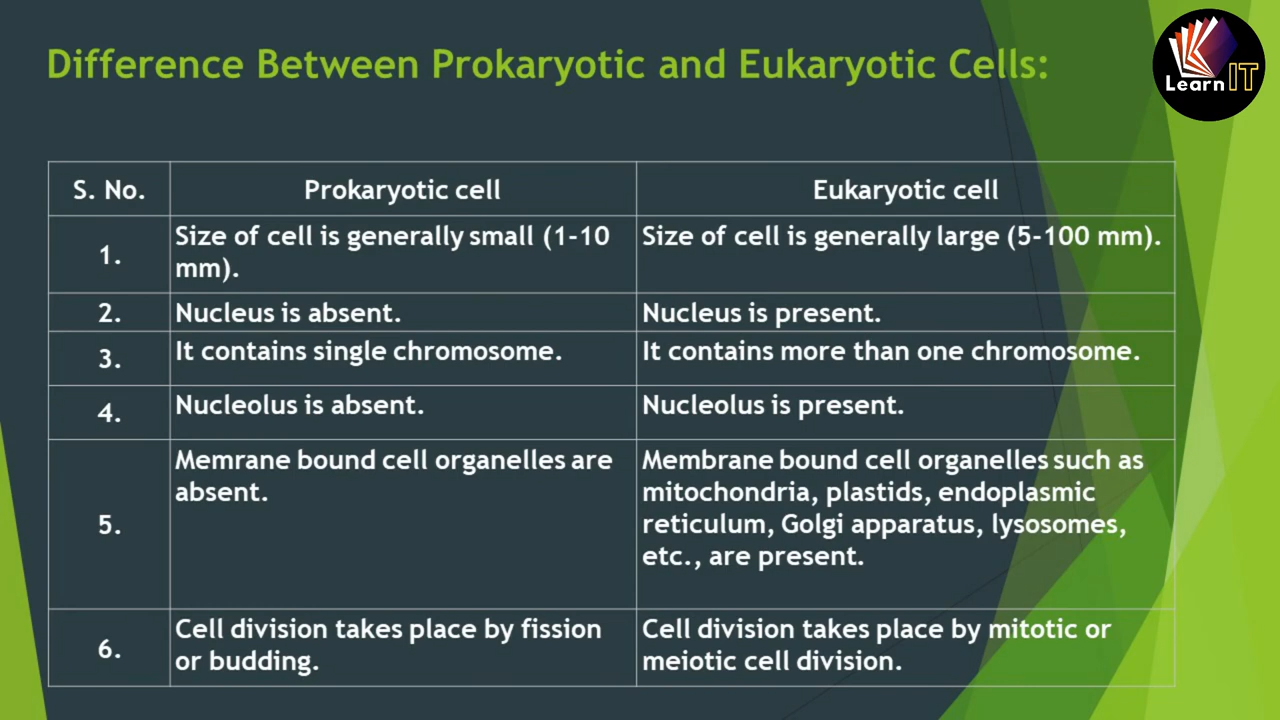 Difference Between Prokaryotic and Eukaryotic Cells:
Learn IT
S. No.
Prokaryotic cell
Eukaryotic cell
1.
Size of cell is generally small (1-10
mm).
Size of cell is generally large (5-100 mm).
2.
Nucleus is absent.
Nucleus is present.
3.
It contains single chromosome.
It contains more than one chromosome.
4.
Nucleolus is absent.
Nucleolus is present.
5.
Memrane bound cell organelles are
absent.
Membrane bound cell organelles such as
mitochondria, plastids, endoplasmic
reticulum, Golgi apparatus, lysosomes,
etc., are present.
6.
Cell division takes place by fission
or budding.
Cell division takes place by mitotic or
meiotic cell division.